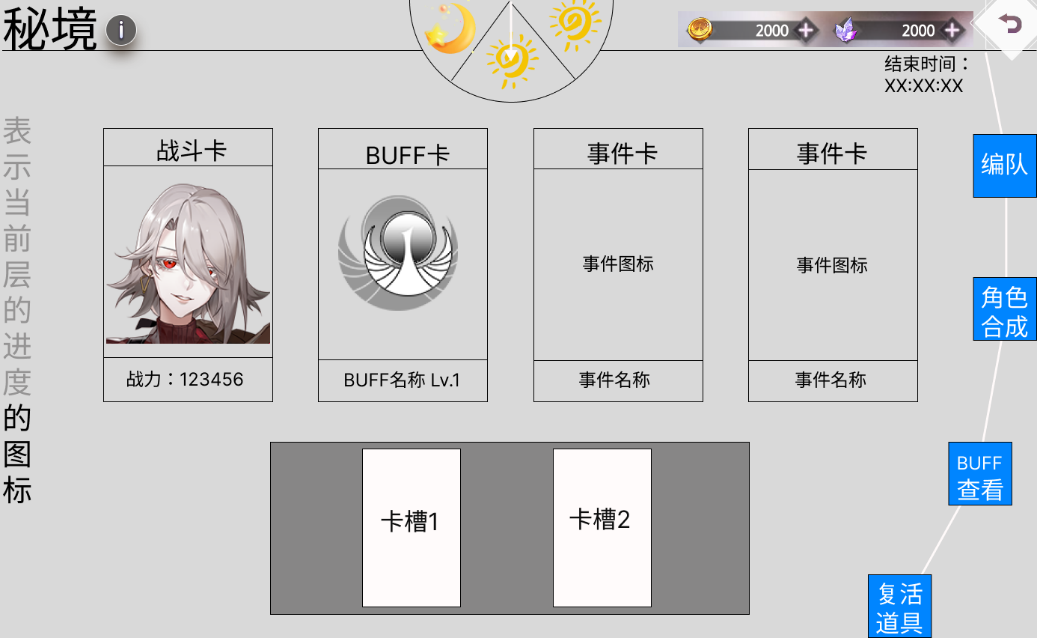 秘境
i
2000
2000
结束时间：
XX:XX:XX
表示当前层的进度的图标
战斗卡
BUFF卡
事件卡
事件卡
事件图标
事件图标
战力：123456
BUFF名称 Lv.1
事件名称
事件名称
卡槽1
卡槽2
编队
角色
合成
BUFF
查看
复活
道具